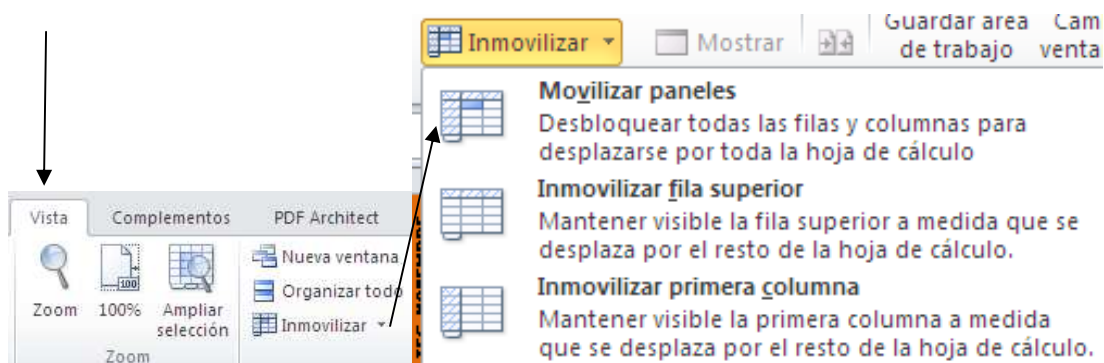 Inmovilizar
Mostrar
Guardar área
de trabajo
Cam
venta
Movilizar paneles
Desbloquear todas las filas y columnas para
desplazarse por toda la hoja de cálculo
Inmovilizar fila superior
Mantener visible la fila superior a medida que se
desplaza por el resto de la hoja de cálculo.
Inmovilizar primera columna
Mantener visible la primera columna a medida
que se desplaza por el resto de la hoja de cálculo.
Vista
Complementos
PDF Architect
Zoom
100
100%
Ampliar
selección
Nueva ventana
Organizar todo
Inmovilizar
Zoom